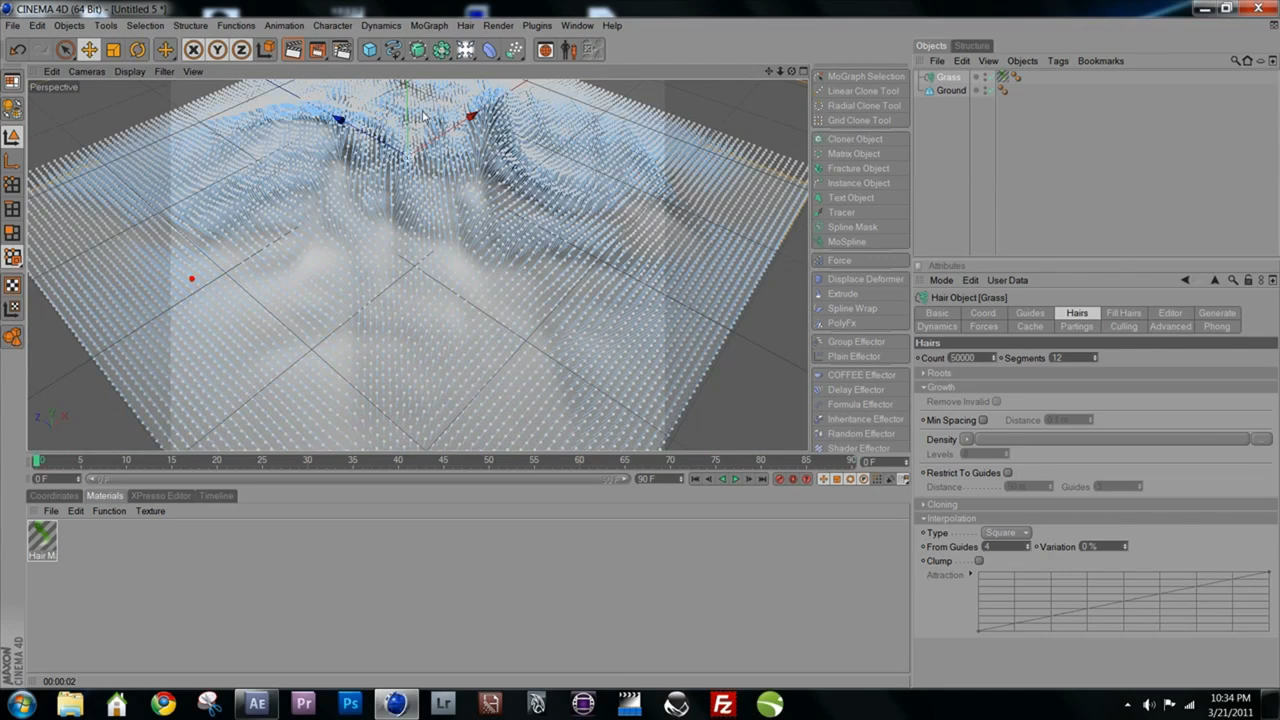 CINEMA 4D (64 Bit) - [Untitled 5 *]
File Edit Objects Tools Selection Structure Functions Animation Character Dynamics MoGraph Hair Render Plugins Window Help
Edit Cameras Display Filter View
Perspective
MoGraph Selection
Linear Clone Tool
Radial Clone Tool
Grid Clone Tool
Cloner Object
Matrix Object
Fracture Object
Instance Object
Text Object
Tracer
Spline Mask
MoSpline
Force
Displace Deformer
Extrude
Spline Wrap
PolyFx
Group Effector
Plain Effector
COFFEE Effector
Delay Effector
Formula Effector
Inheritance Effector
Random Effector
Shader Effector
Objects Structure
File Edit View Objects Tags Bookmarks
Grass
Ground
Attributes
Mode Edit User Data
Hair Object [Grass]
Basic Coord. Guides Hairs Fill Hairs Editor Generate
Dynamics Forces Cache Partings Culling Advanced Phong
Hairs
Count 50000 Segments 12
Roots
Growth
Remove Invalid
Min Spacing Distance
Density
Levels
Restrict To Guides
Distance Guides
Cloning
Interpolation
Type Square
From Guides 4 Variation 0 %
Clump
Attraction
0 5 10 15 20 25 30 35 40 45 50 55 60 65 70 75 80 85 90 0 F
0 F 90 F
Coordinates Materials XPresso Editor Timeline
File Edit Function Texture
Hair M
MAXON
CINEMA 4D
00:00:02
AE Pr Ps Lr FZ
10:34 PM
3/21/2011